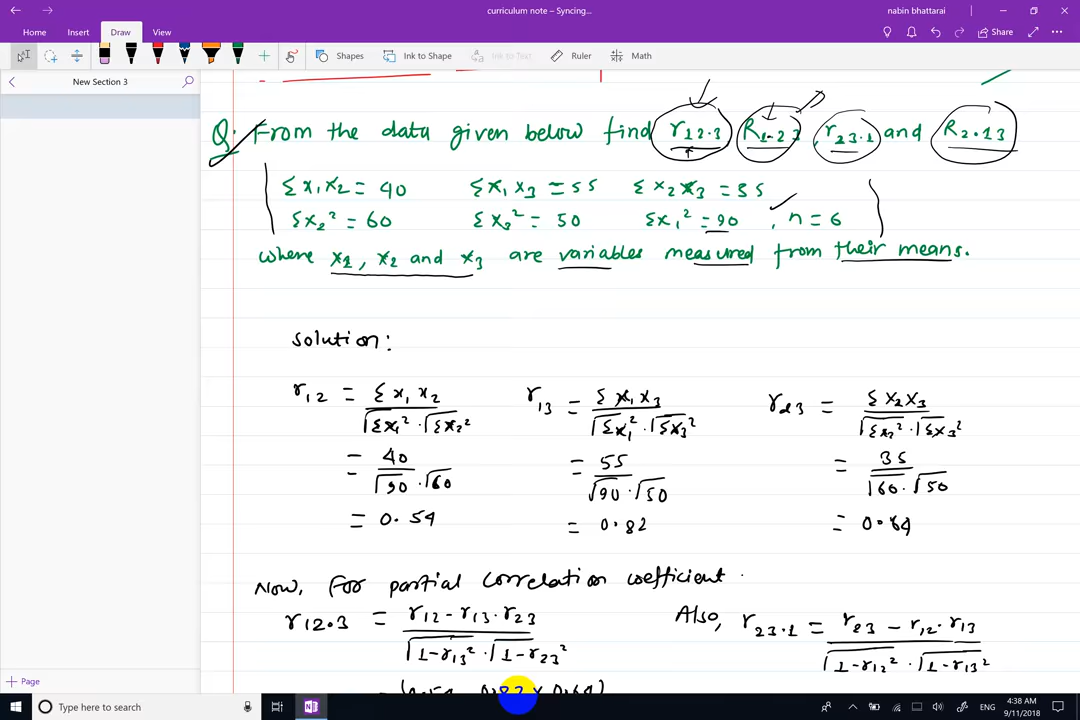 curriculum note - Syncing...
nabin bhattarai
Home Insert Draw View
Share
Shapes Ink to Shape Ink to Text Ruler Math
New Section 3
Q. From the data given below find r12.3 R1.23, r23.1 and R2.13
Σx1x2 = 40 Σx1x3 = 55 Σx2x3 = 35
Σx2² = 60 Σx3² = 50 Σx1² = 90, n = 6
where x1, x2 and x3 are variables measured from their means.
Solution:
r12 = Σx1x2 / √Σx1² · √Σx2² r13 = Σx1x3 / √Σx1² · √Σx3² r23 = Σx2x3 / √Σx2² · √Σx3²
= 40 / √90 · √60 = 55 / √90 · √50 = 35 / √60 · √50
= 0.54 = 0.82 = 0.64
Now, For partial correlation coefficient.
r12.3 = r12 - r13 · r23 / √1-r13² · √1-r23² Also, r23.1 = r23 - r12 · r13 / √1-r12² · √1-r13²
+ Page
Type here to search
ENG
4:38 AM
9/11/2018